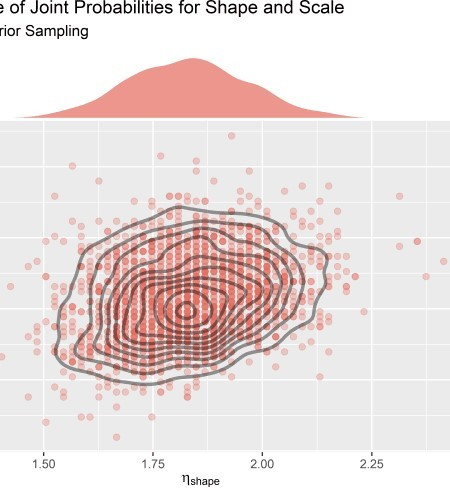 e of Joint Probabilities for Shape and Scale
rior Sampling
1.50 1.75 2.00 2.25
ηshape